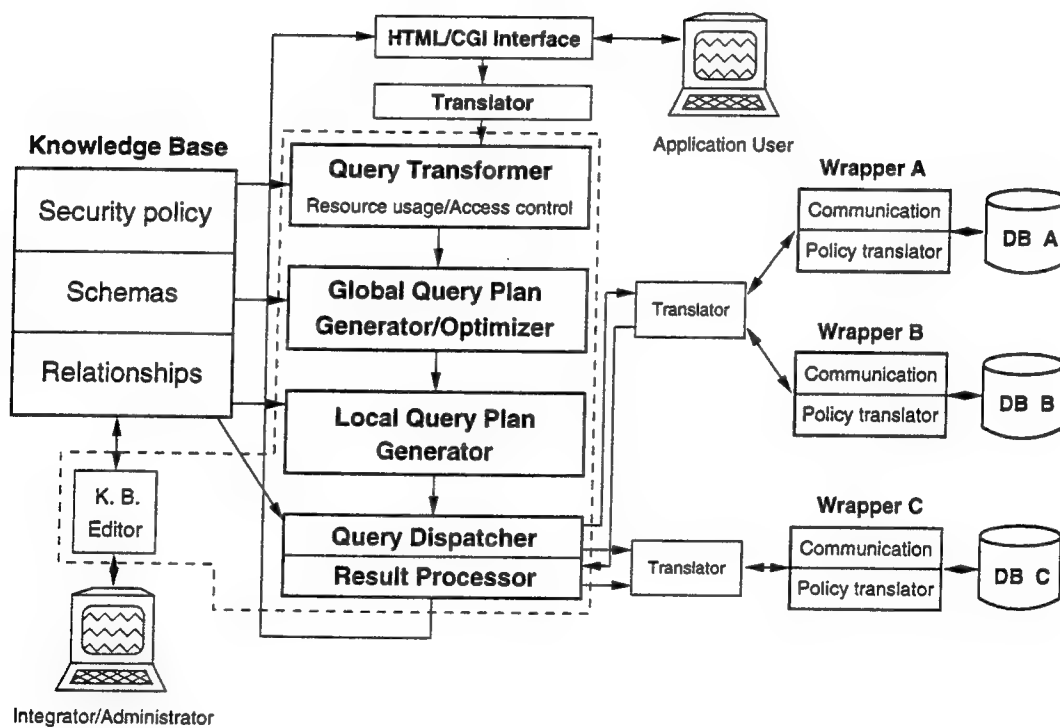 HTML/CGI Interface
Translator
Application User
Knowledge Base
Security policy
Schemas
Relationships
Query Transformer
Resource usage/Access control
Global Query Plan
Generator/Optimizer
Local Query Plan
Generator
Query Dispatcher
Result Processor
K. B.
Editor
Integrator/Administrator
Translator
Translator
Wrapper A
Communication
Policy translator
DB A
Wrapper B
Communication
Policy translator
DB B
Wrapper C
Communication
Policy translator
DB C